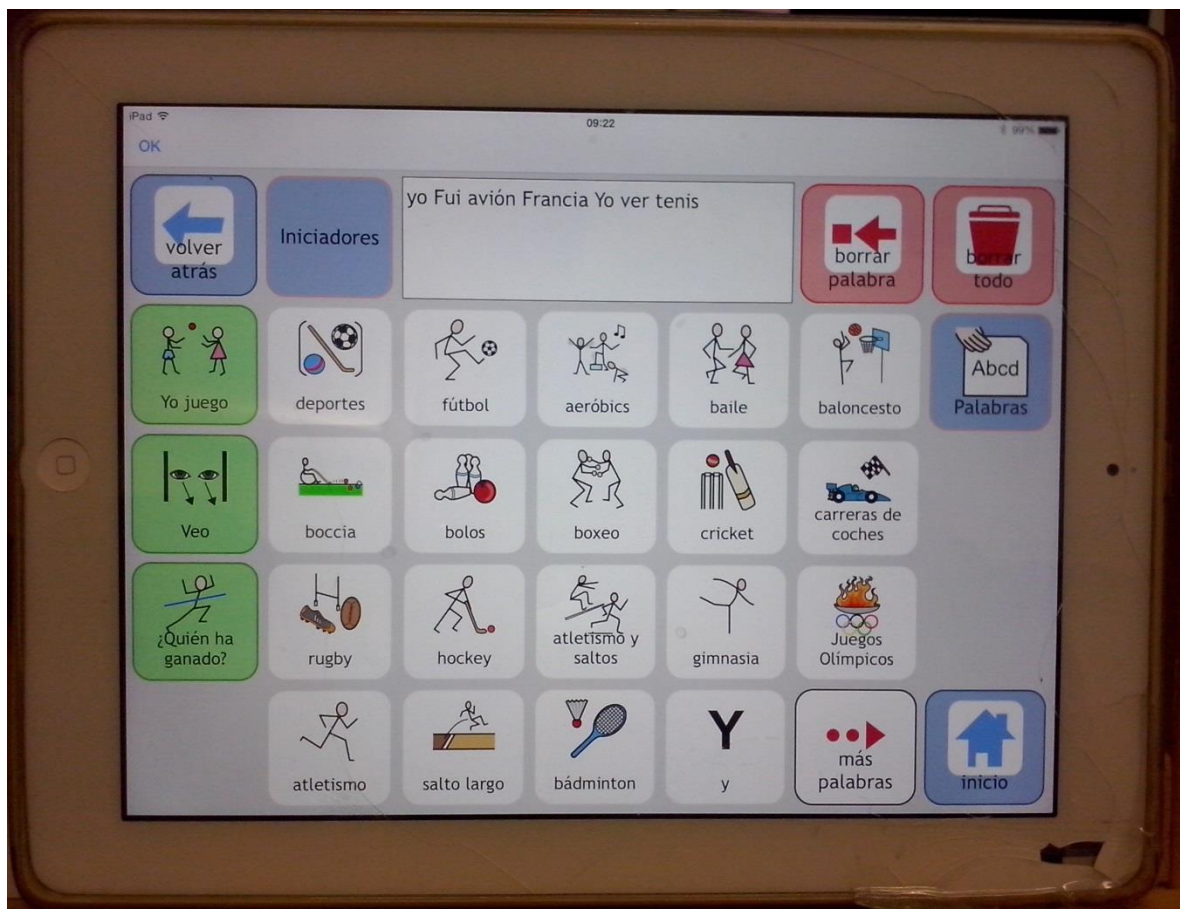 iPad
09:22
99%
OK
volver
atrás
Iniciadores
yo Fui avión Francia Yo ver tenis
borrar
palabra
borrar
todo
Yo juego
deportes
fútbol
aeróbics
baile
baloncesto
Abcd
Palabras
Veo
boccia
bolos
boxeo
cricket
carreras de
coches
¿Quién ha
ganado?
rugby
hockey
atletismo y
saltos
gimnasia
Juegos
Olímpicos
atletismo
salto largo
bádminton
Y
y
más
palabras
inicio